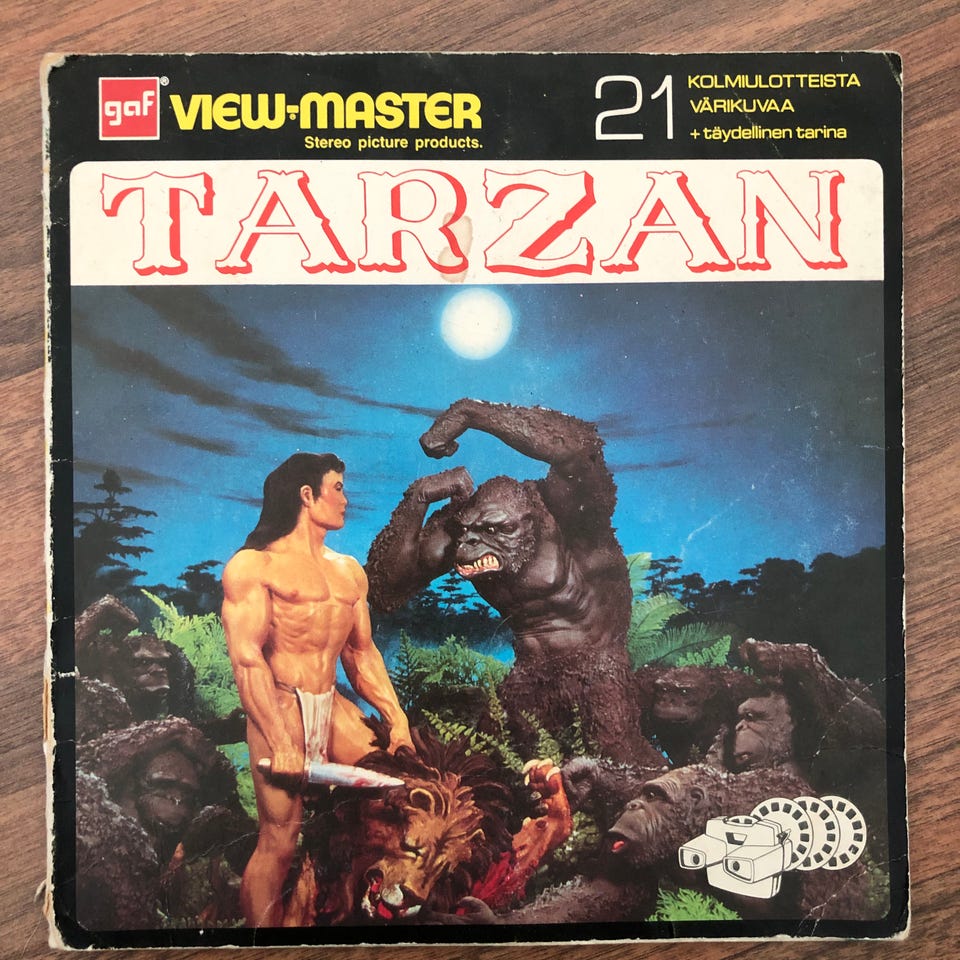 gaf®
VIEW-MASTER
Stereo picture products.
21
KOLMIULOTTEISTA
VÄRIKUVAA
+ täydellinen tarina
TARZAN